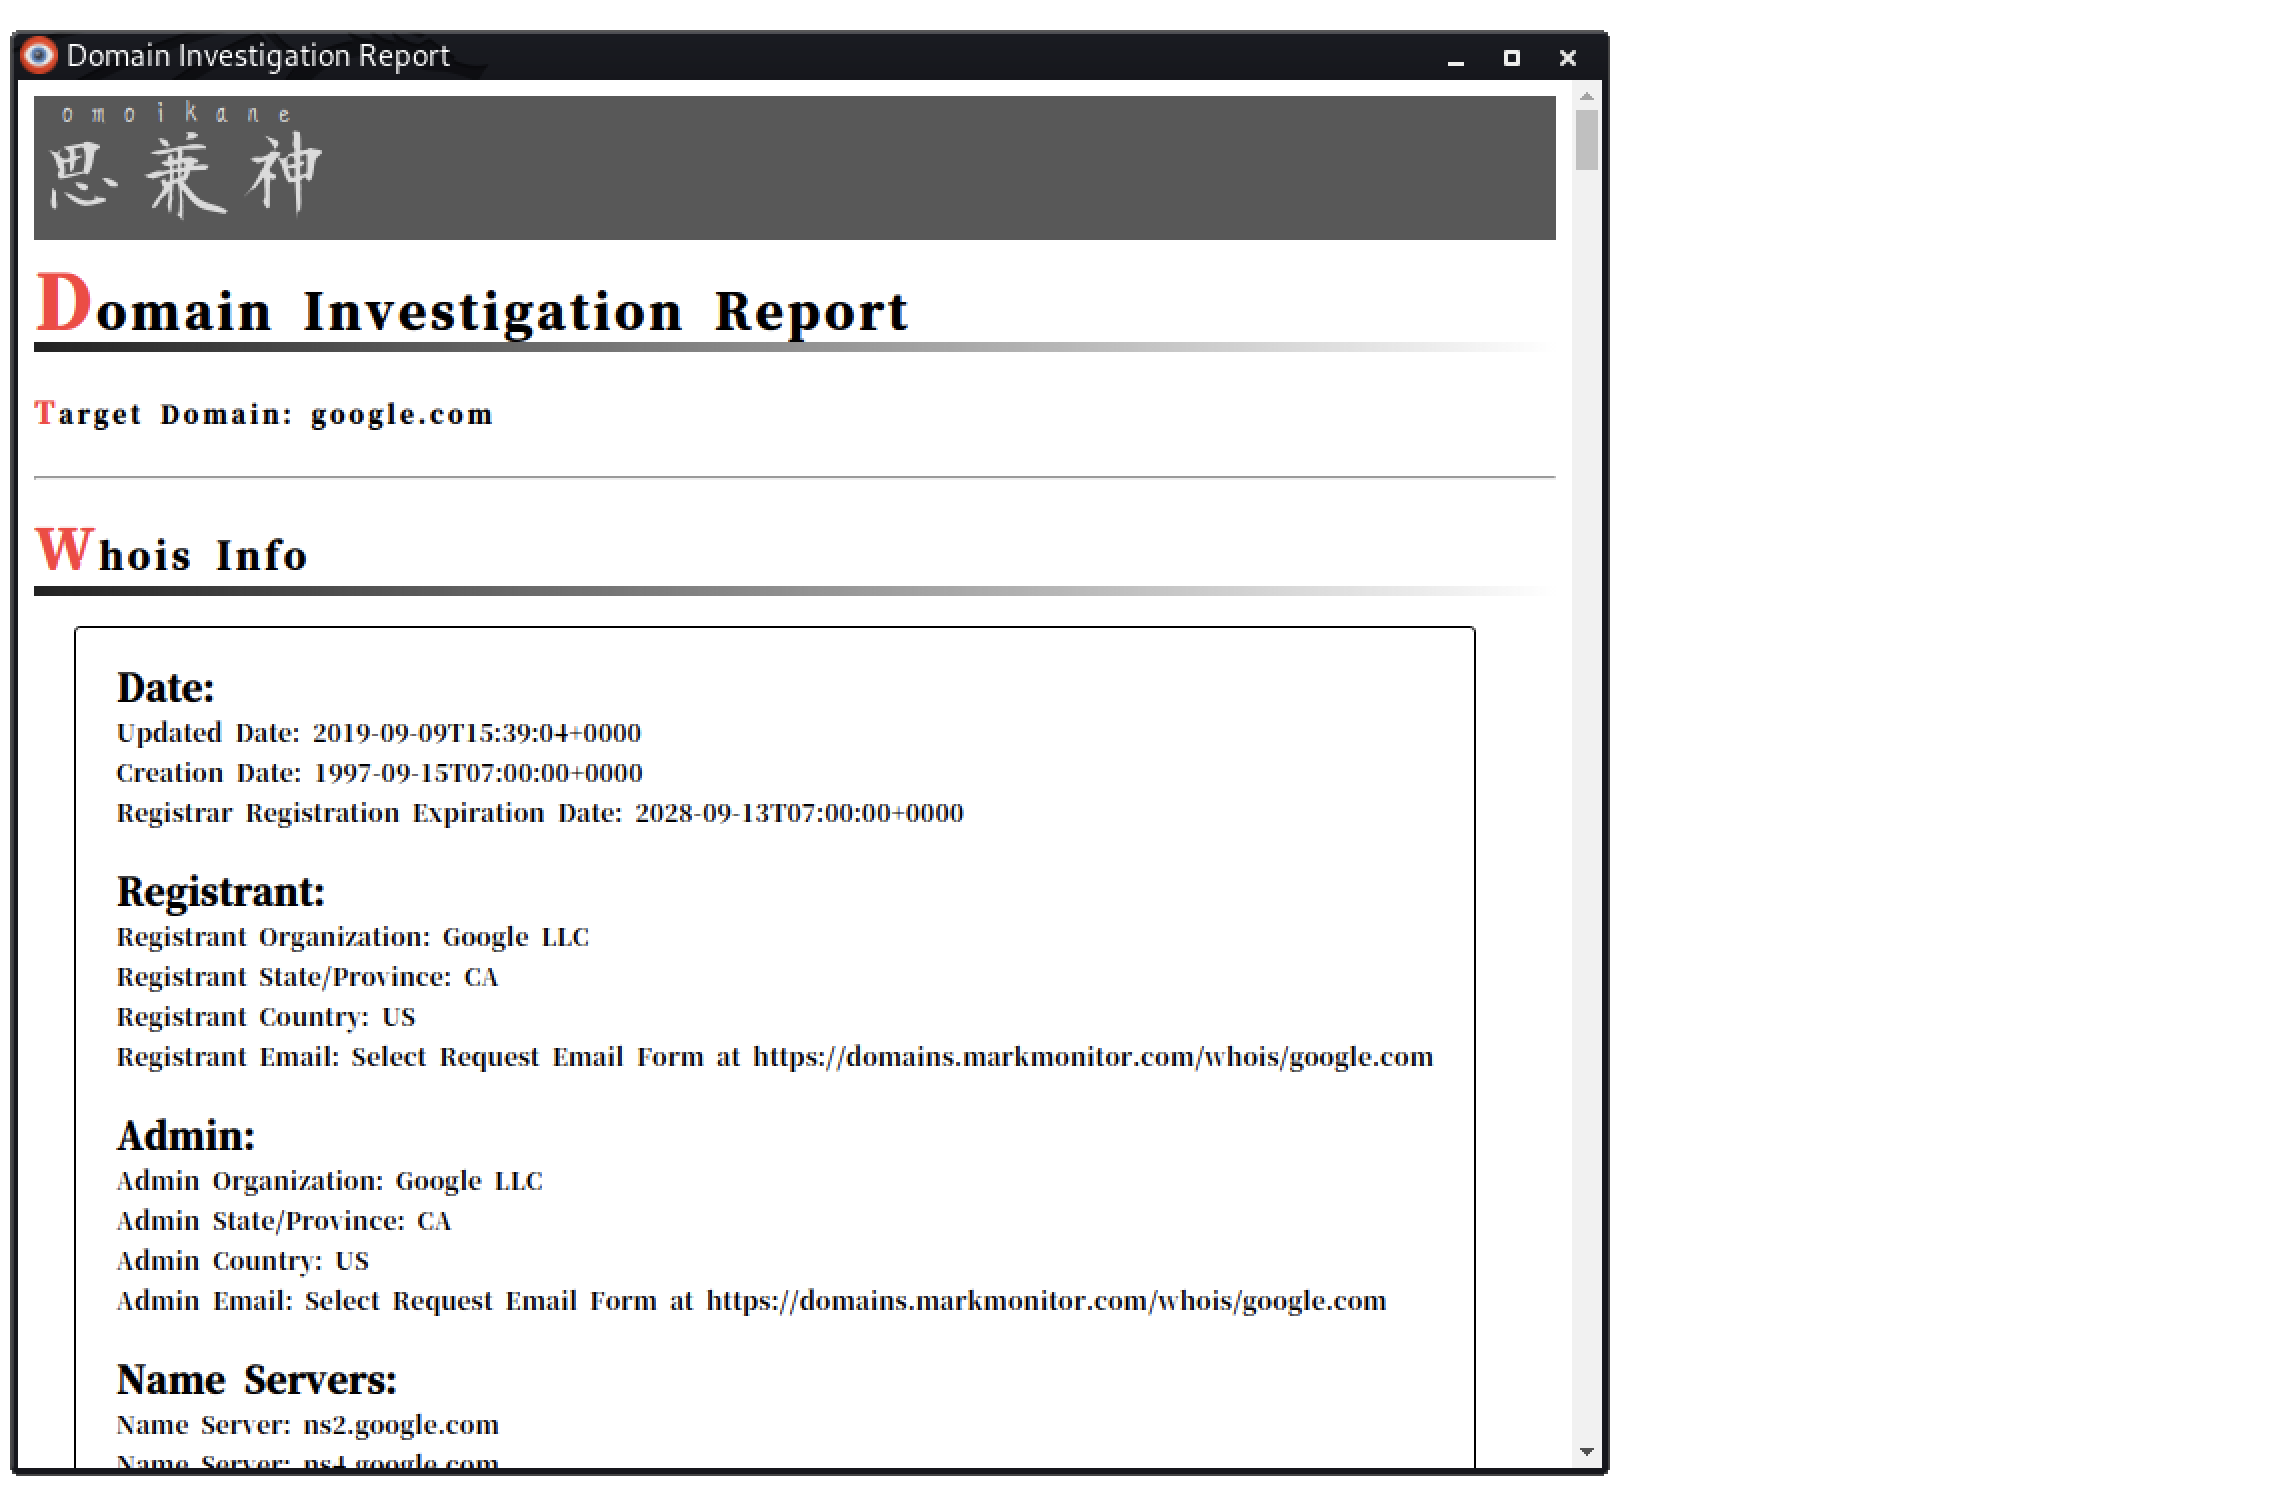 Domain Investigation Report
omoikane
思兼神
Domain Investigation Report
Target Domain: google.com
Whois Info
Date:
Updated Date: 2019-09-09T15:39:04+0000
Creation Date: 1997-09-15T07:00:00+0000
Registrar Registration Expiration Date: 2028-09-13T07:00:00+0000
Registrant:
Registrant Organization: Google LLC
Registrant State/Province: CA
Registrant Country: US
Registrant Email: Select Request Email Form at https://domains.markmonitor.com/whois/google.com
Admin:
Admin Organization: Google LLC
Admin State/Province: CA
Admin Country: US
Admin Email: Select Request Email Form at https://domains.markmonitor.com/whois/google.com
Name Servers:
Name Server: ns2.google.com
Name Server: ns4.google.com